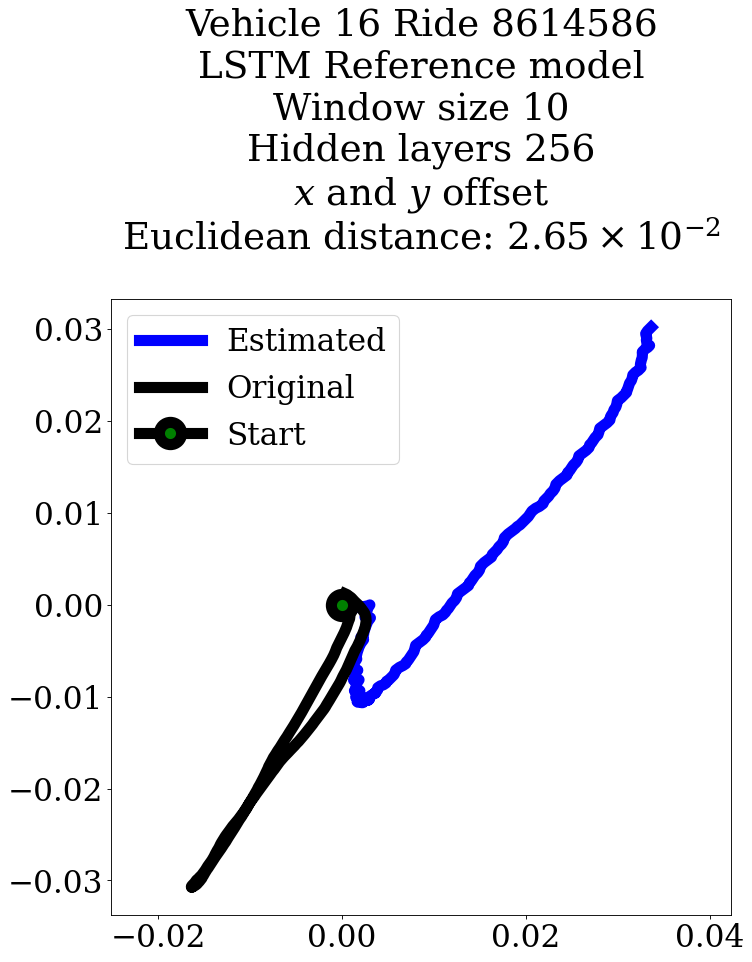 Vehicle 16 Ride 8614586
LSTM Reference model
Window size 10
Hidden layers 256
x and y offset
Euclidean distance: 2.65 × 10⁻²
Estimated
Original
Start
0.03
0.02
0.01
0.00
−0.01
−0.02
−0.03
−0.02 0.00 0.02 0.04